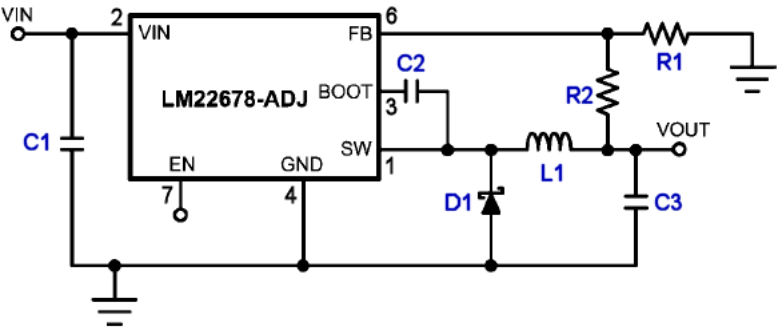 VIN
2
6
VIN
FB
R1
C2
LM22678-ADJ
BOOT
3
R2
VOUT
C1
SW
1
EN
GND
L1
7
4
D1
C3